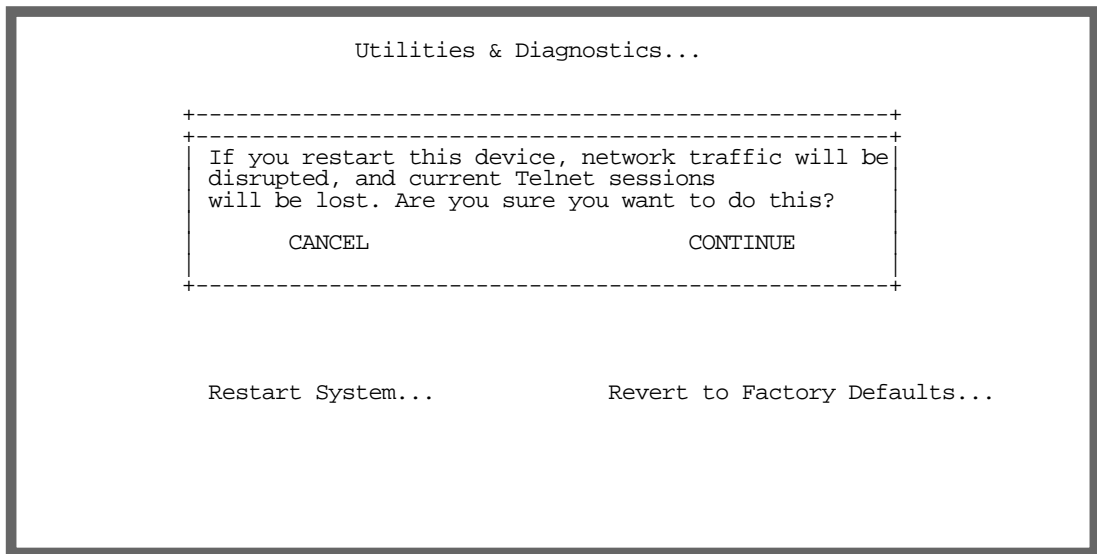 Utilities & Diagnostics...
+----------------------------------------------------+
+----------------------------------------------------+
| If you restart this device, network traffic will be|
| disrupted, and current Telnet sessions |
| will be lost. Are you sure you want to do this? |
| CANCEL CONTINUE |
+----------------------------------------------------+
Restart System... Revert to Factory Defaults...